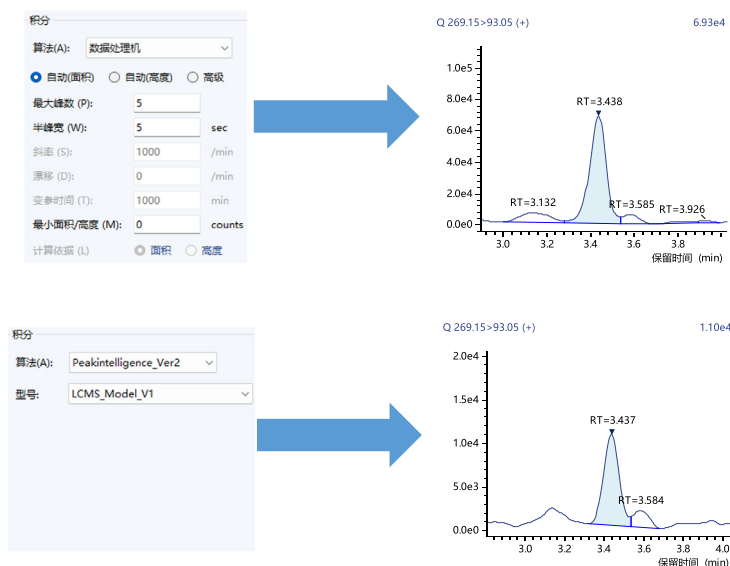 积分
算法(A): 数据处理机
自动(面积) 自动(高度) 高级
最大峰数 (P): 5
半峰宽 (W): 5 sec
斜率 (S): 1000 /min
漂移 (D): 0 /min
变参时间 (T): 1000 min
最小面积/高度 (M): 0 counts
计算依据 (L) 面积 高度
Q 269.15>93.05 (+) 6.93e4
1.0e5
8.0e4
6.0e4
4.0e4
2.0e4
0.0e0
RT=3.438
RT=3.132
RT=3.585
RT=3.926
3.0 3.2 3.4 3.6 3.8
保留时间 (min)
积分
算法(A): Peakintelligence_Ver2
型号: LCMS_Model_V1
Q 269.15>93.05 (+) 1.10e4
2.0e4
1.5e4
1.0e4
5.0e3
0.0e0
RT=3.437
RT=3.584
3.0 3.2 3.4 3.6 3.8 4.0
保留时间 (min)